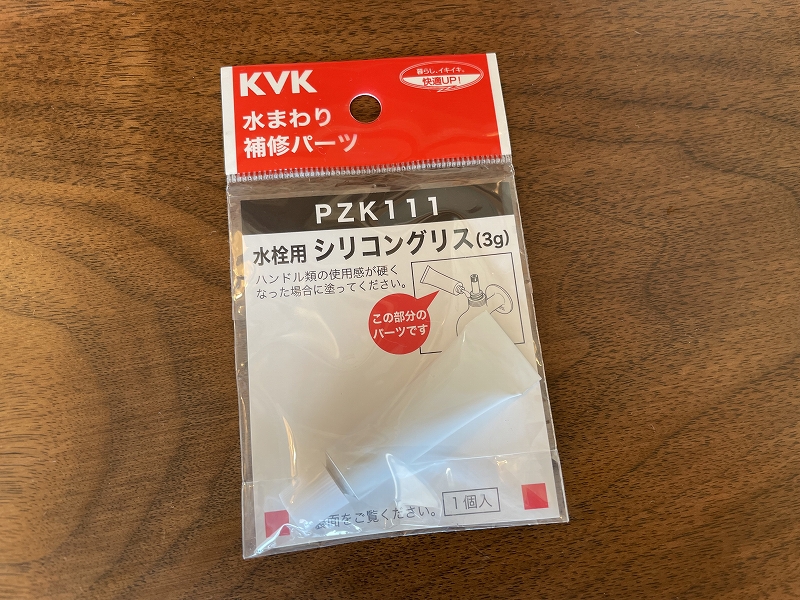 KVK
暮らし、イキイキ。
快適UP!
水まわり
補修パーツ
PZK111
水栓用 シリコングリス(3g)
ハンドル類の使用感が硬く
なった場合に塗ってください。
この部分の
パーツです
面をご覧ください。
1個入